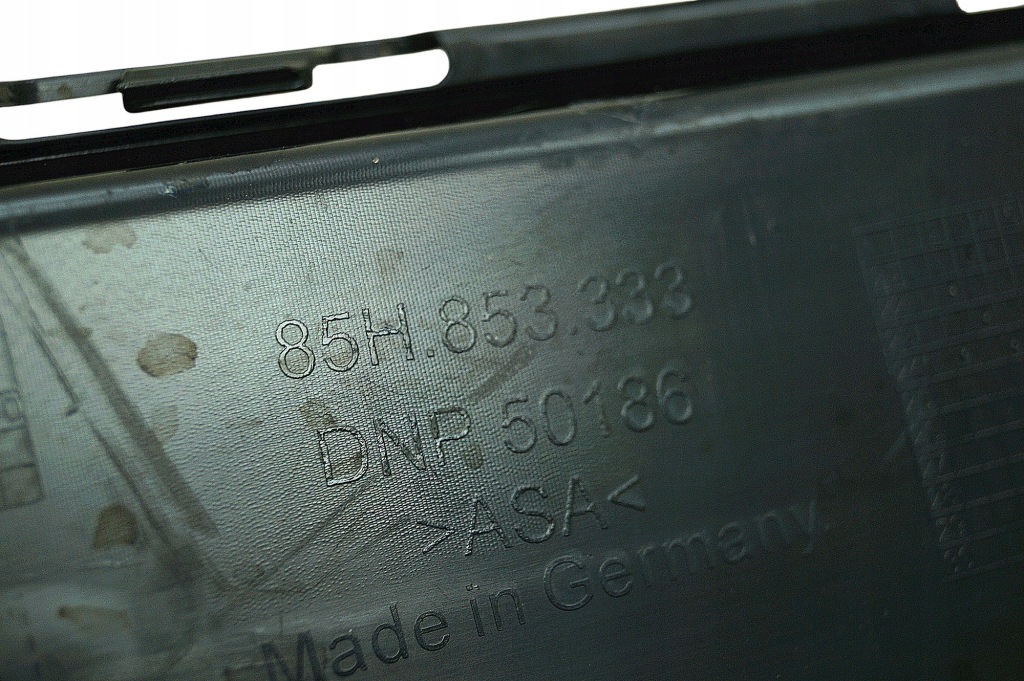 85H.853.333
DNP 50186
>ASA<
Made in Germany